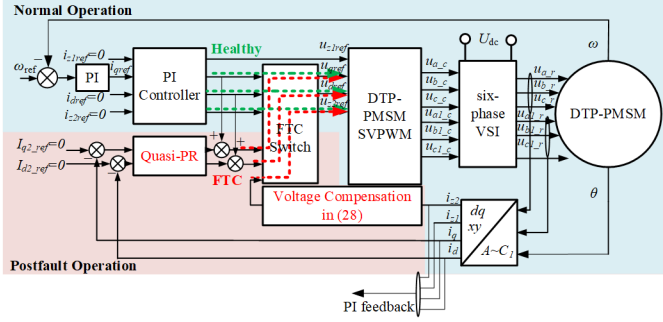 Normal Operation
ω_ref
−
PI
i_z1ref=0
i_qref
i_dref=0
i_z2ref=0
PI
Controller
Healthy
FTC
Switch
u_z1ref
u_qref
u_dref
u_z2ref
DTP-
PMSM
SVPWM
u_a_c
u_b_c
u_c_c
u_a1_c
u_b1_c
u_c1_c
U_dc
six-
phase
VSI
u_a_r
u_b_r
u_c_r
u_a1_r
u_b1_r
u_c1_r
ω
DTP-PMSM
θ
I_q2_ref=0
I_d2_ref=0
−
−
Quasi-PR
+
+
FTC
Voltage Compensation
in (28)
i_z2
i_z1
i_q
i_d
dq
xy
A~C_1
Postfault Operation
PI feedback